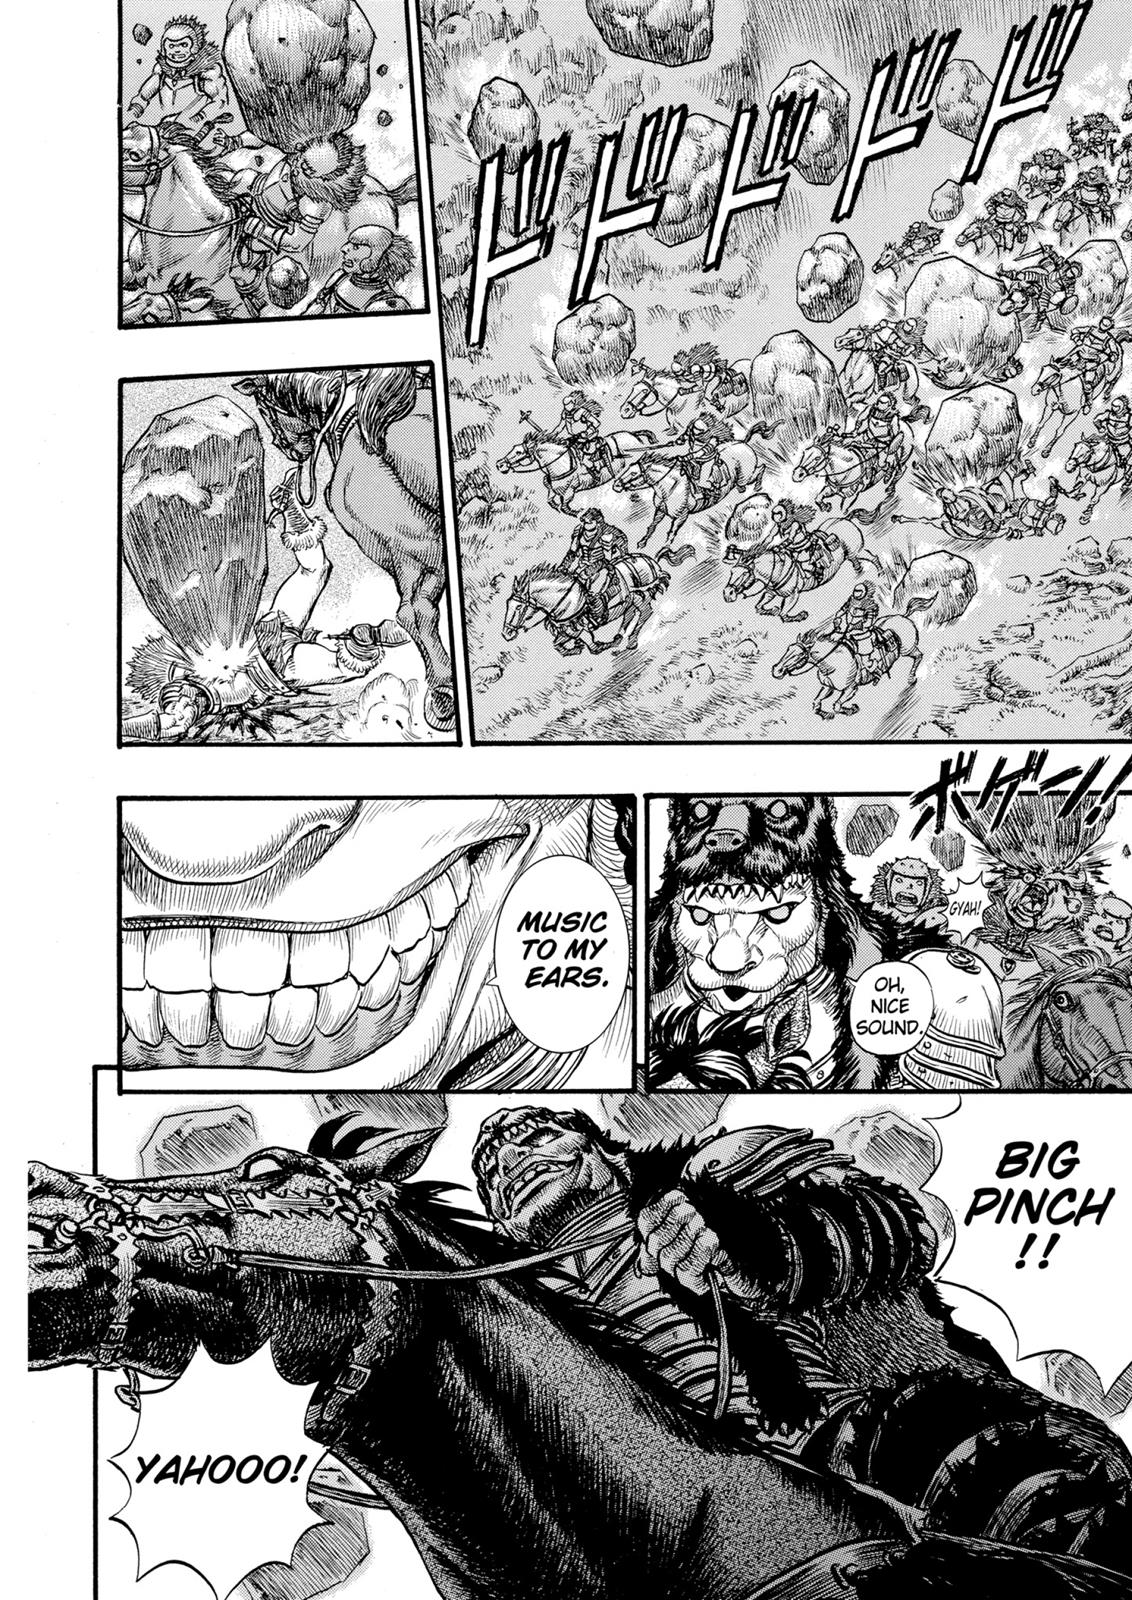 ドドドドド
ボゲーン!!
GYAH!
OH,
NICE
SOUND.
MUSIC
TO MY
EARS.
BIG
PINCH
!!
YAHOOO!